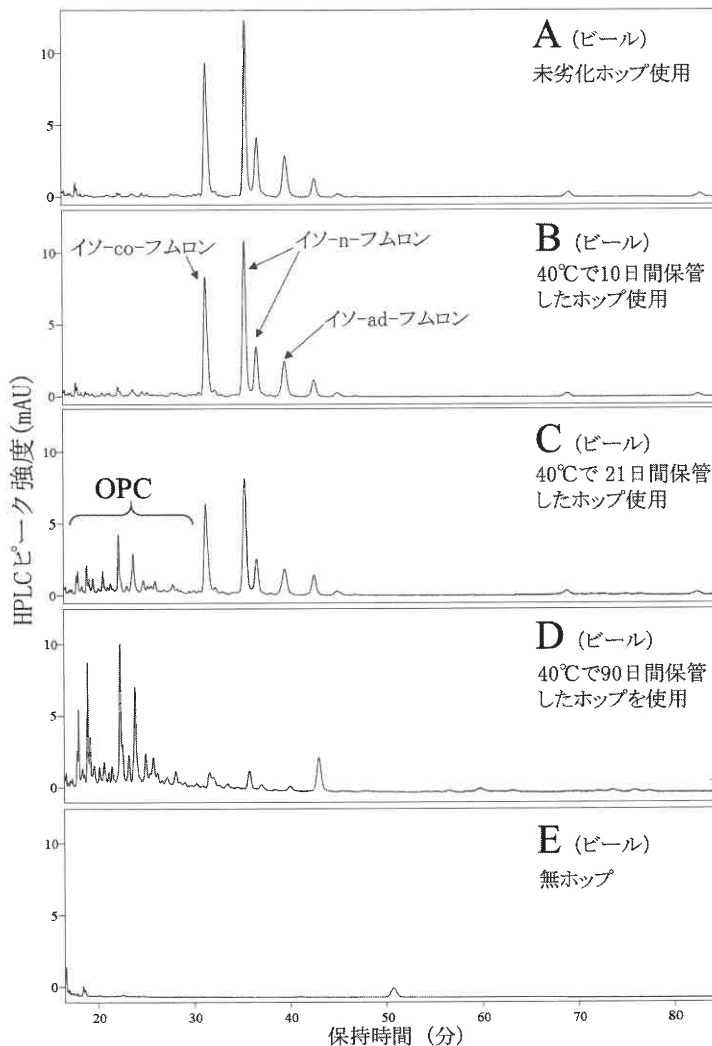 HPLCピーク強度(mAU)
10
5
0
A (ビール)
未劣化ホップ使用
10
5
0
イソ-co-フムロン
イソ-n-フムロン
イソ-ad-フムロン
B (ビール)
40℃で10日間保管
したホップ使用
10
5
0
OPC
C (ビール)
40℃で 21日間保管
したホップ使用
10
5
0
D (ビール)
40℃で90日間保管
したホップを使用
10
5
0
E (ビール)
無ホップ
20 30 40 50 60 70 80
保持時間 (分)